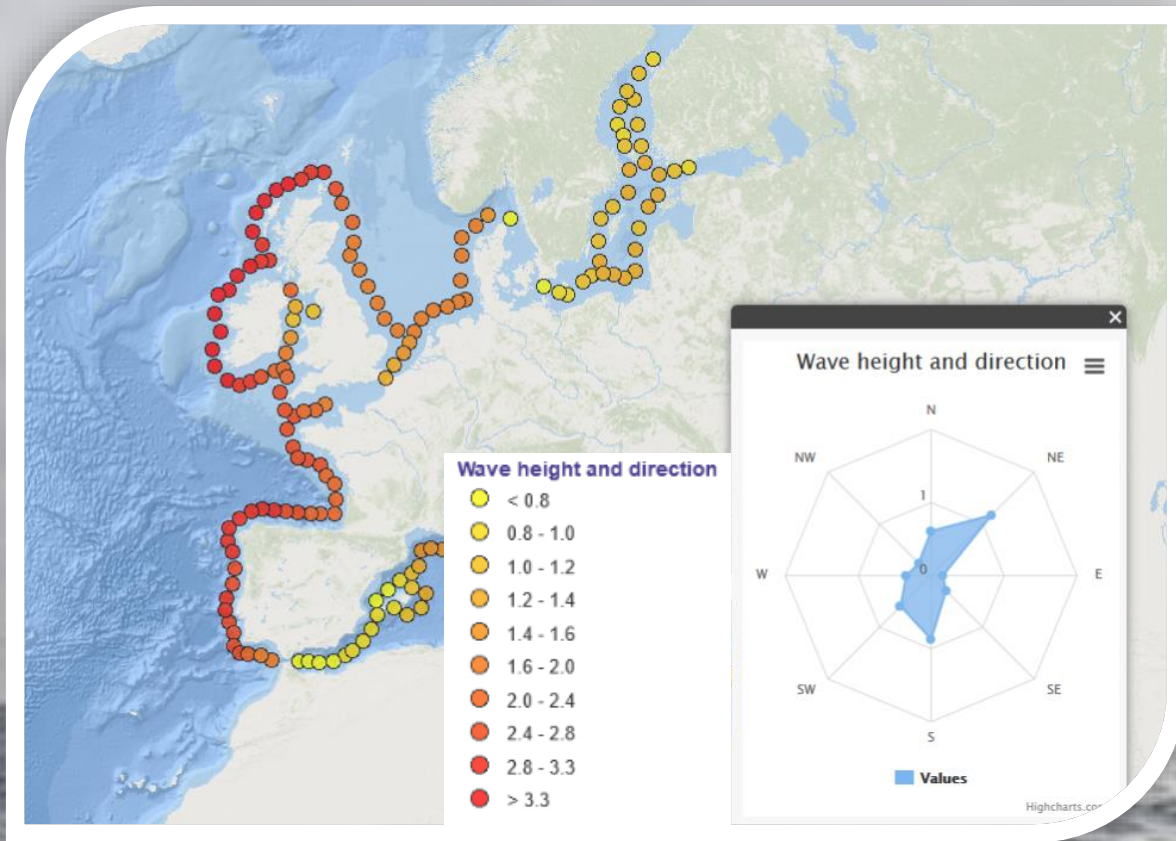 Wave height and direction
< 0.8
0.8 - 1.0
1.0 - 1.2
1.2 - 1.4
1.4 - 1.6
1.6 - 2.0
2.0 - 2.4
2.4 - 2.8
2.8 - 3.3
> 3.3
Wave height and direction
N
NW
NE
1
W
0
E
SW
SE
S
Values